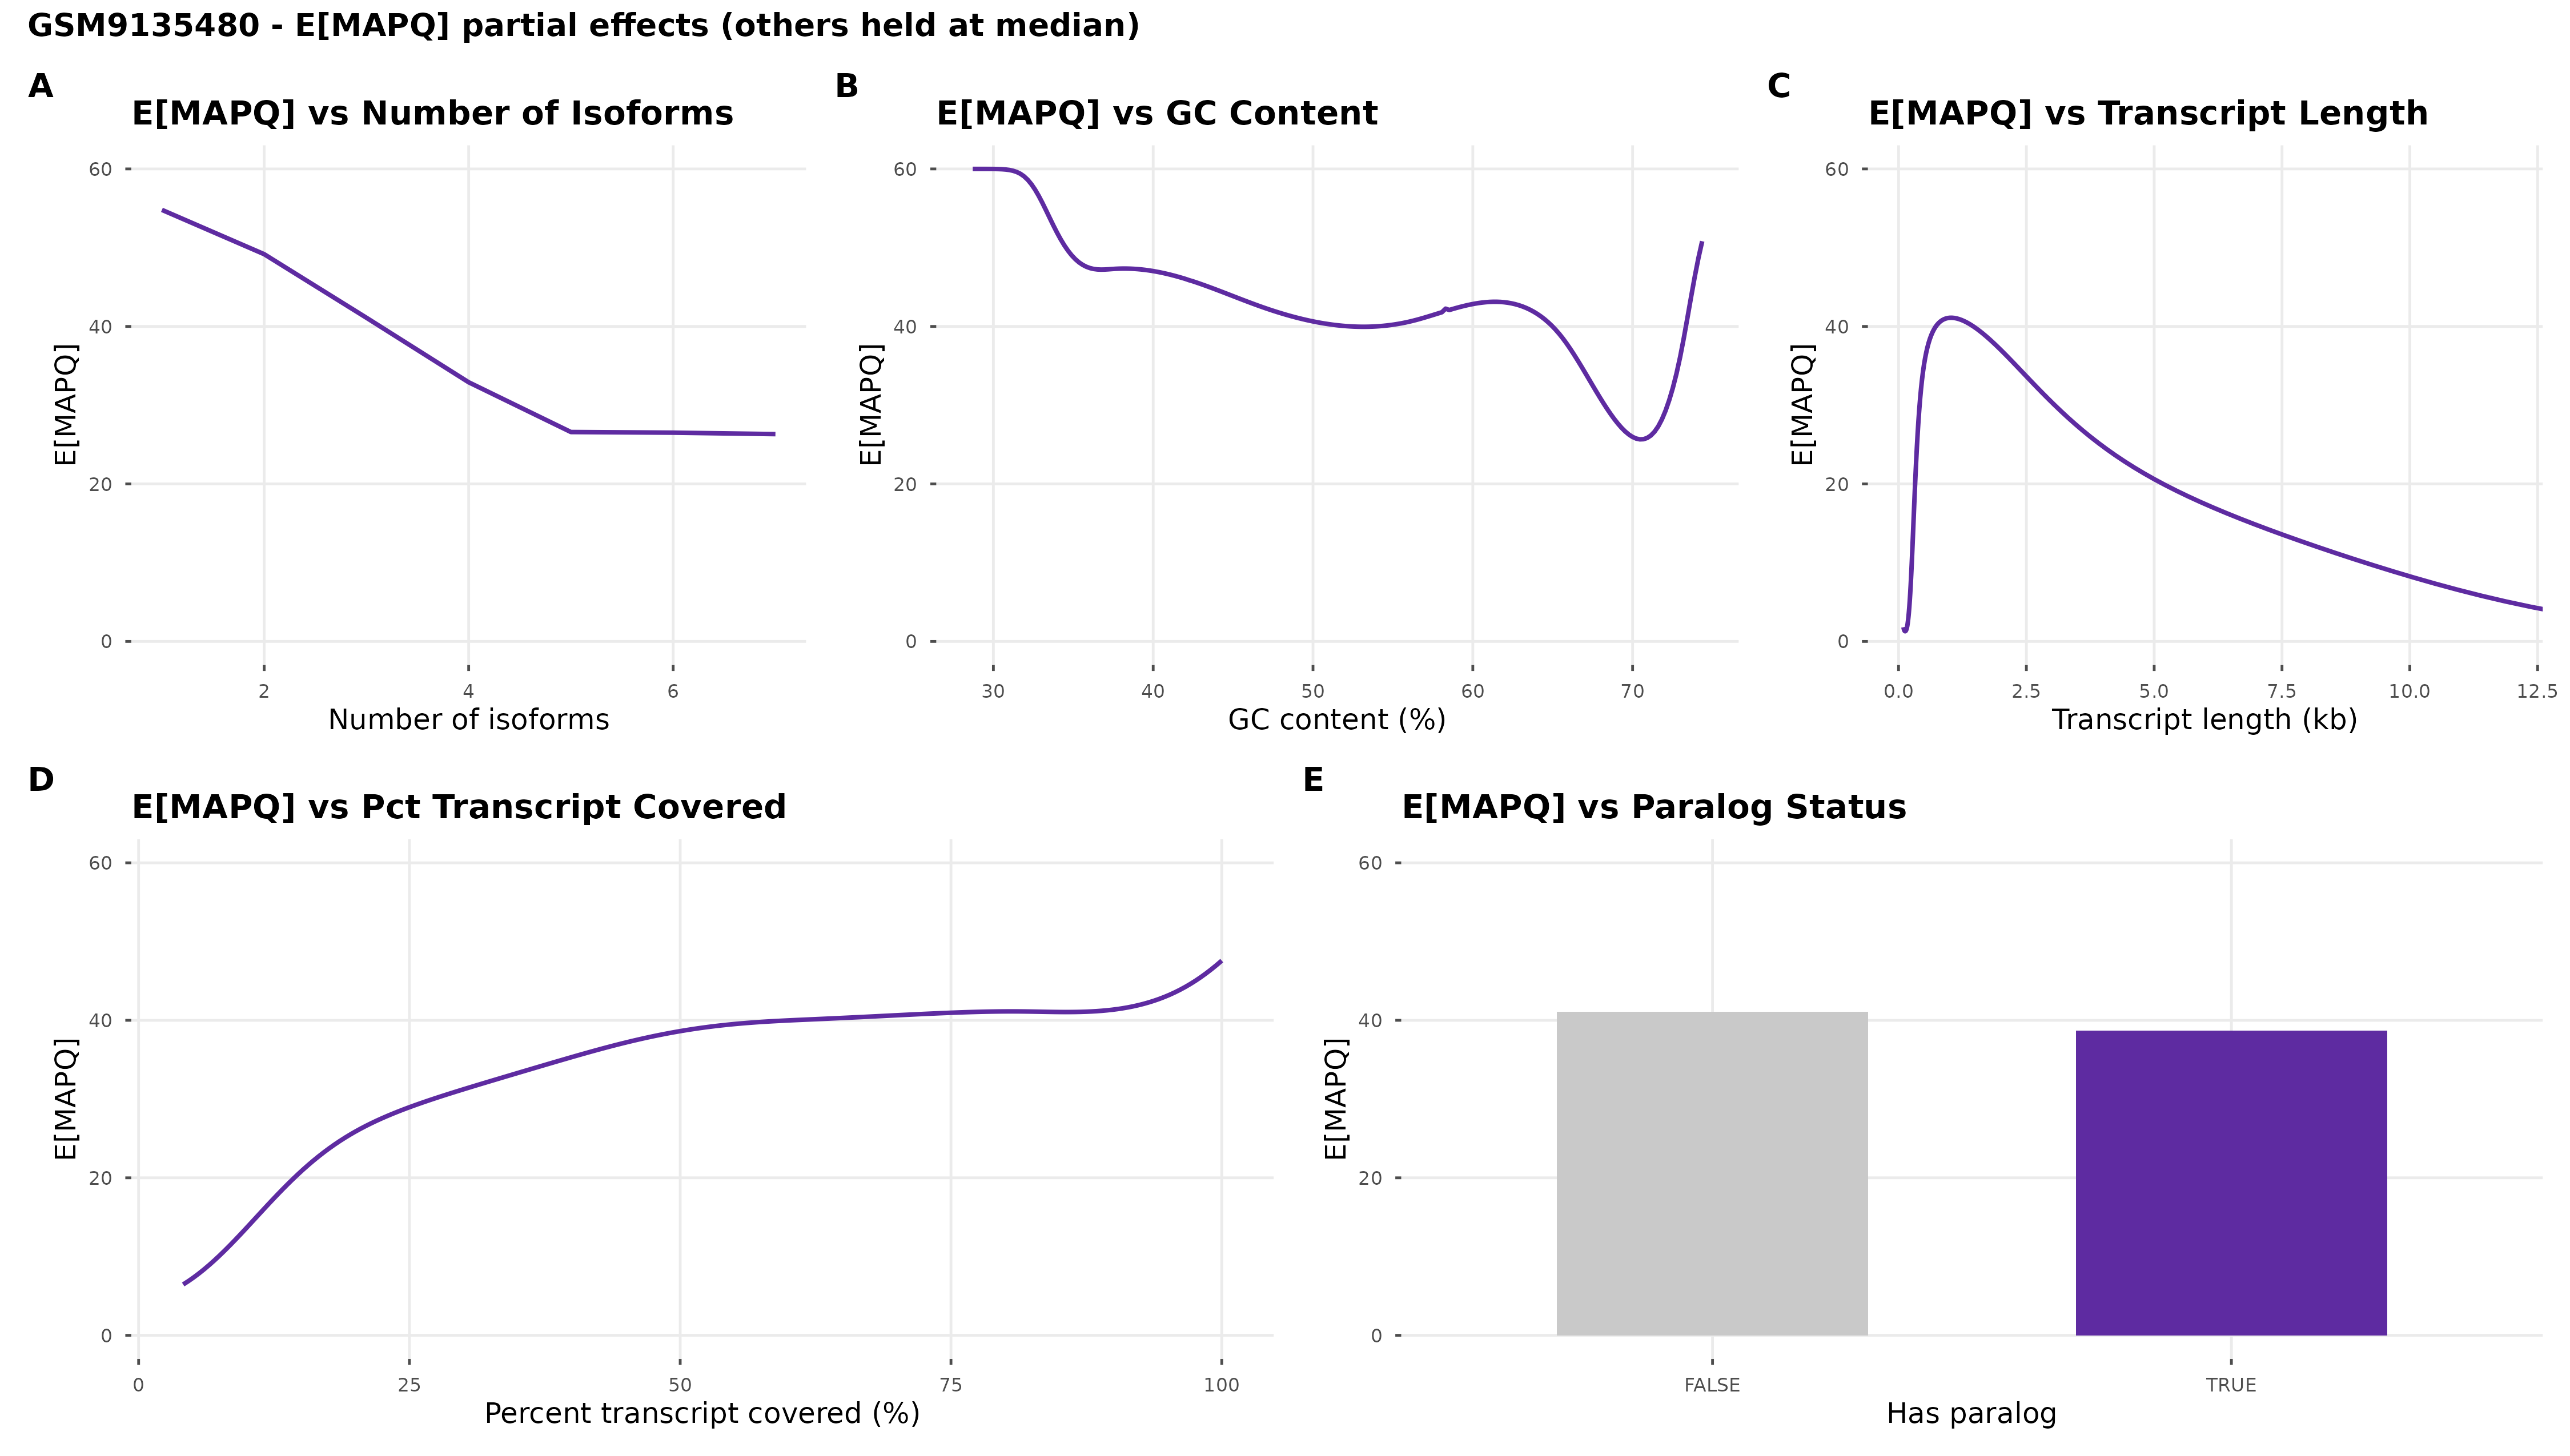 GSM9135480 - E[MAPQ] partial effects (others held at median)
A
E[MAPQ] vs Number of Isoforms
E[MAPQ]
60
40
20
0
2
4
6
Number of isoforms
B
E[MAPQ] vs GC Content
E[MAPQ]
60
40
20
0
30
40
50
60
70
GC content (%)
C
E[MAPQ] vs Transcript Length
E[MAPQ]
60
40
20
0
0.0
2.5
5.0
7.5
10.0
12.5
Transcript length (kb)
D
E[MAPQ] vs Pct Transcript Covered
E[MAPQ]
60
40
20
0
0
25
50
75
100
Percent transcript covered (%)
E
E[MAPQ] vs Paralog Status
E[MAPQ]
60
40
20
0
FALSE
TRUE
Has paralog